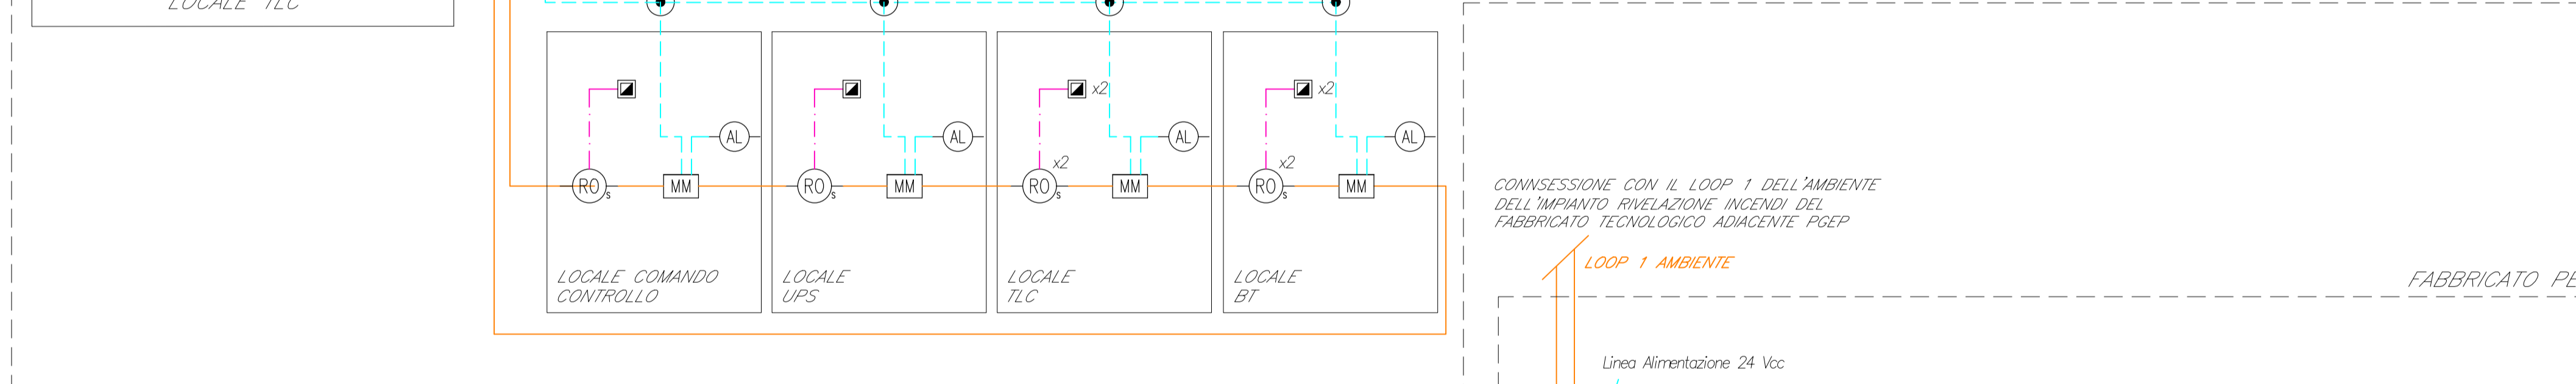 LOCALE TLC
x2
x2
AL
AL
AL
AL
x2
x2
RO
s
MM
RO
s
MM
RO
s
MM
RO
s
MM
LOCALE COMANDO
CONTROLLO
LOCALE
UPS
LOCALE
TLC
LOCALE
BT
CONNSESSIONE CON IL LOOP 1 DELL'AMBIENTE
DELL'IMPIANTO RIVELAZIONE INCENDI DEL
FABBRICATO TECNOLOGICO ADIACENTE PGEP
LOOP 1 AMBIENTE
FABBRICATO
Linea Alimentazione 24 Vcc